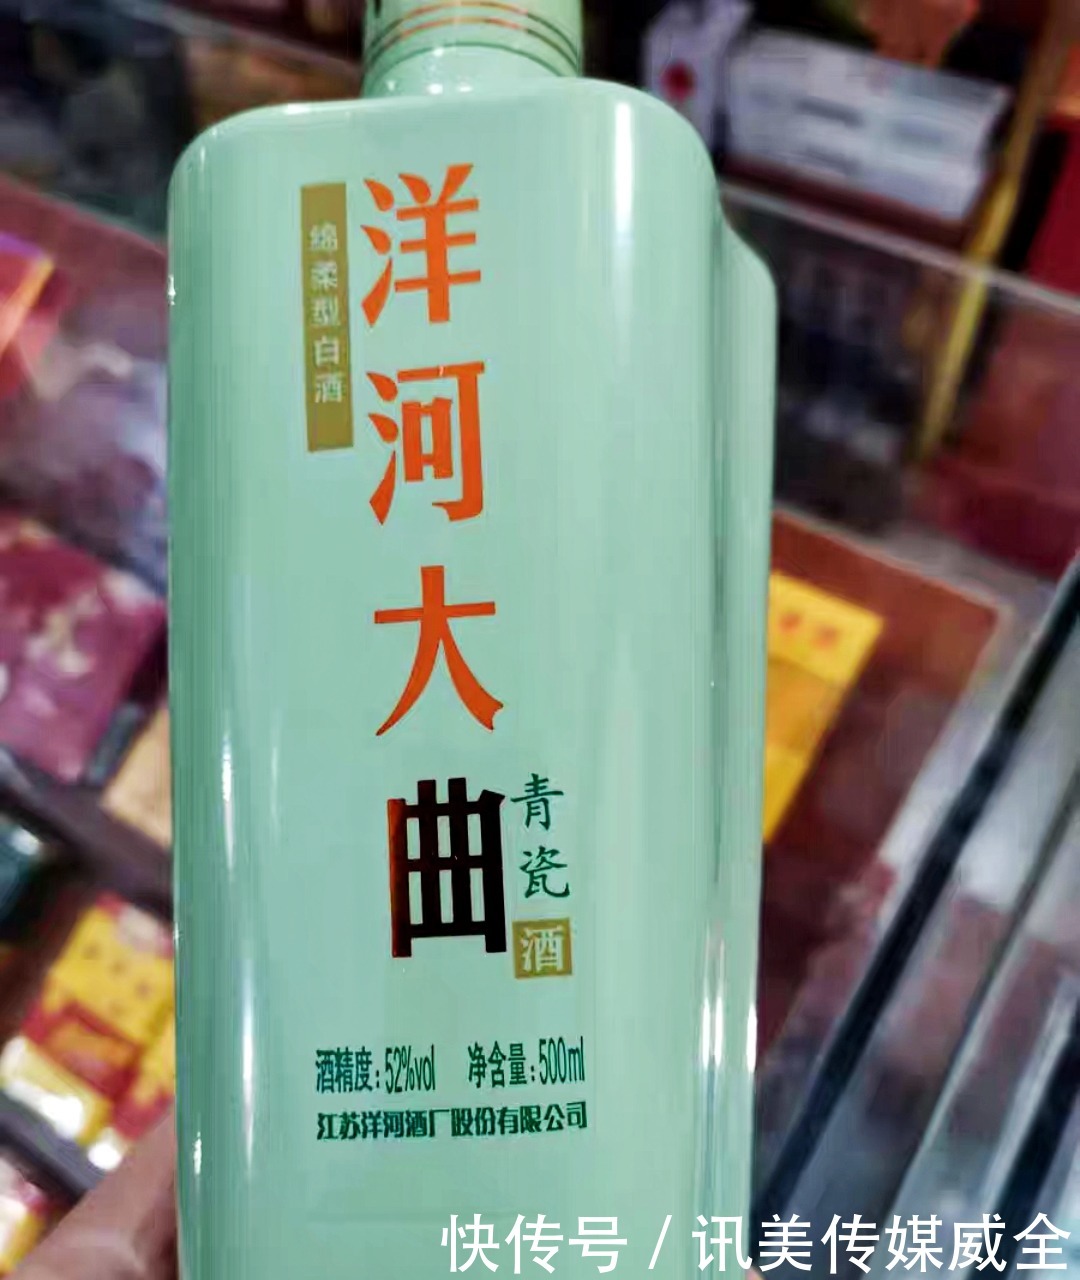 绵柔型白酒
洋河大曲
青瓷
酒
酒精度:52%vol 净含量:500ml
江苏洋河酒厂股份有限公司
快传号 / 讯美传媒威全